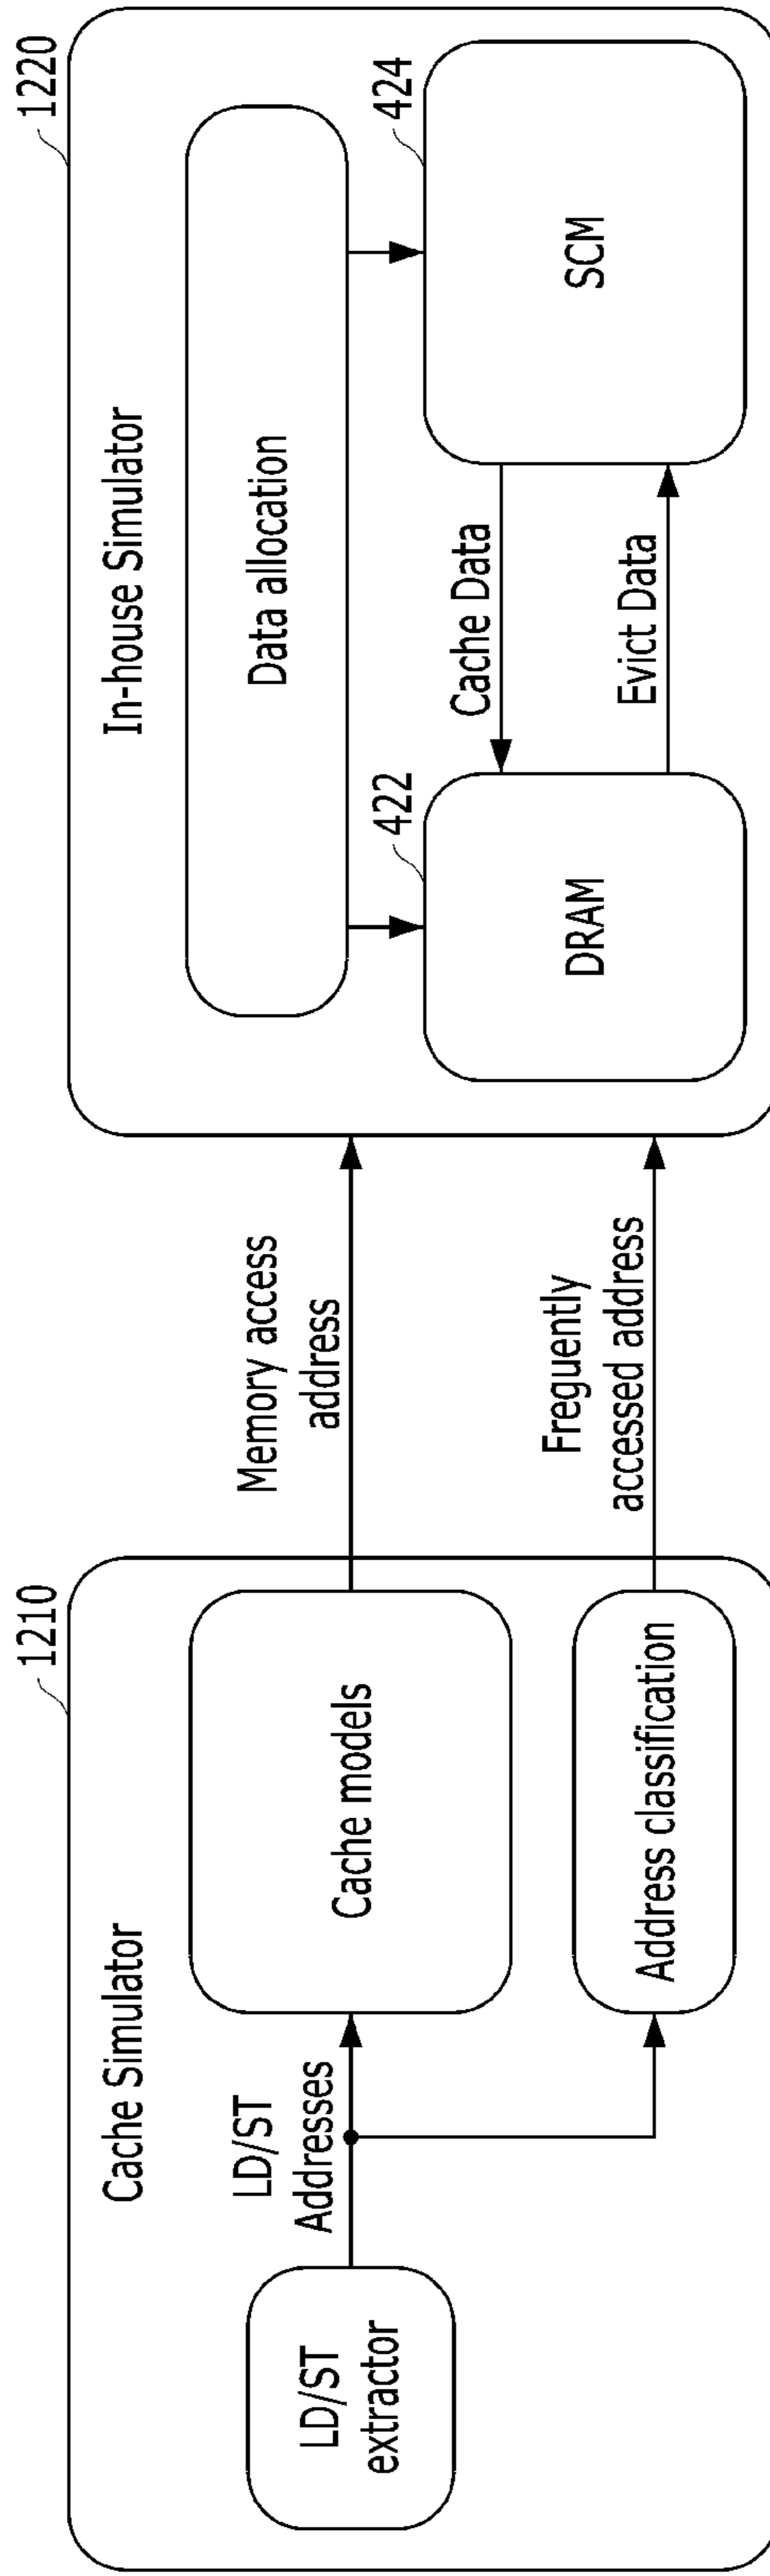 1210
Cache Simulator
LD/ST
extractor
LD/ST
Addresses
Cache models
Address classification
Memory access
address
Freguently
accessed address
1220
In-house Simulator
Data allocation
422
DRAM
Cache Data
Evict Data
424
SCM